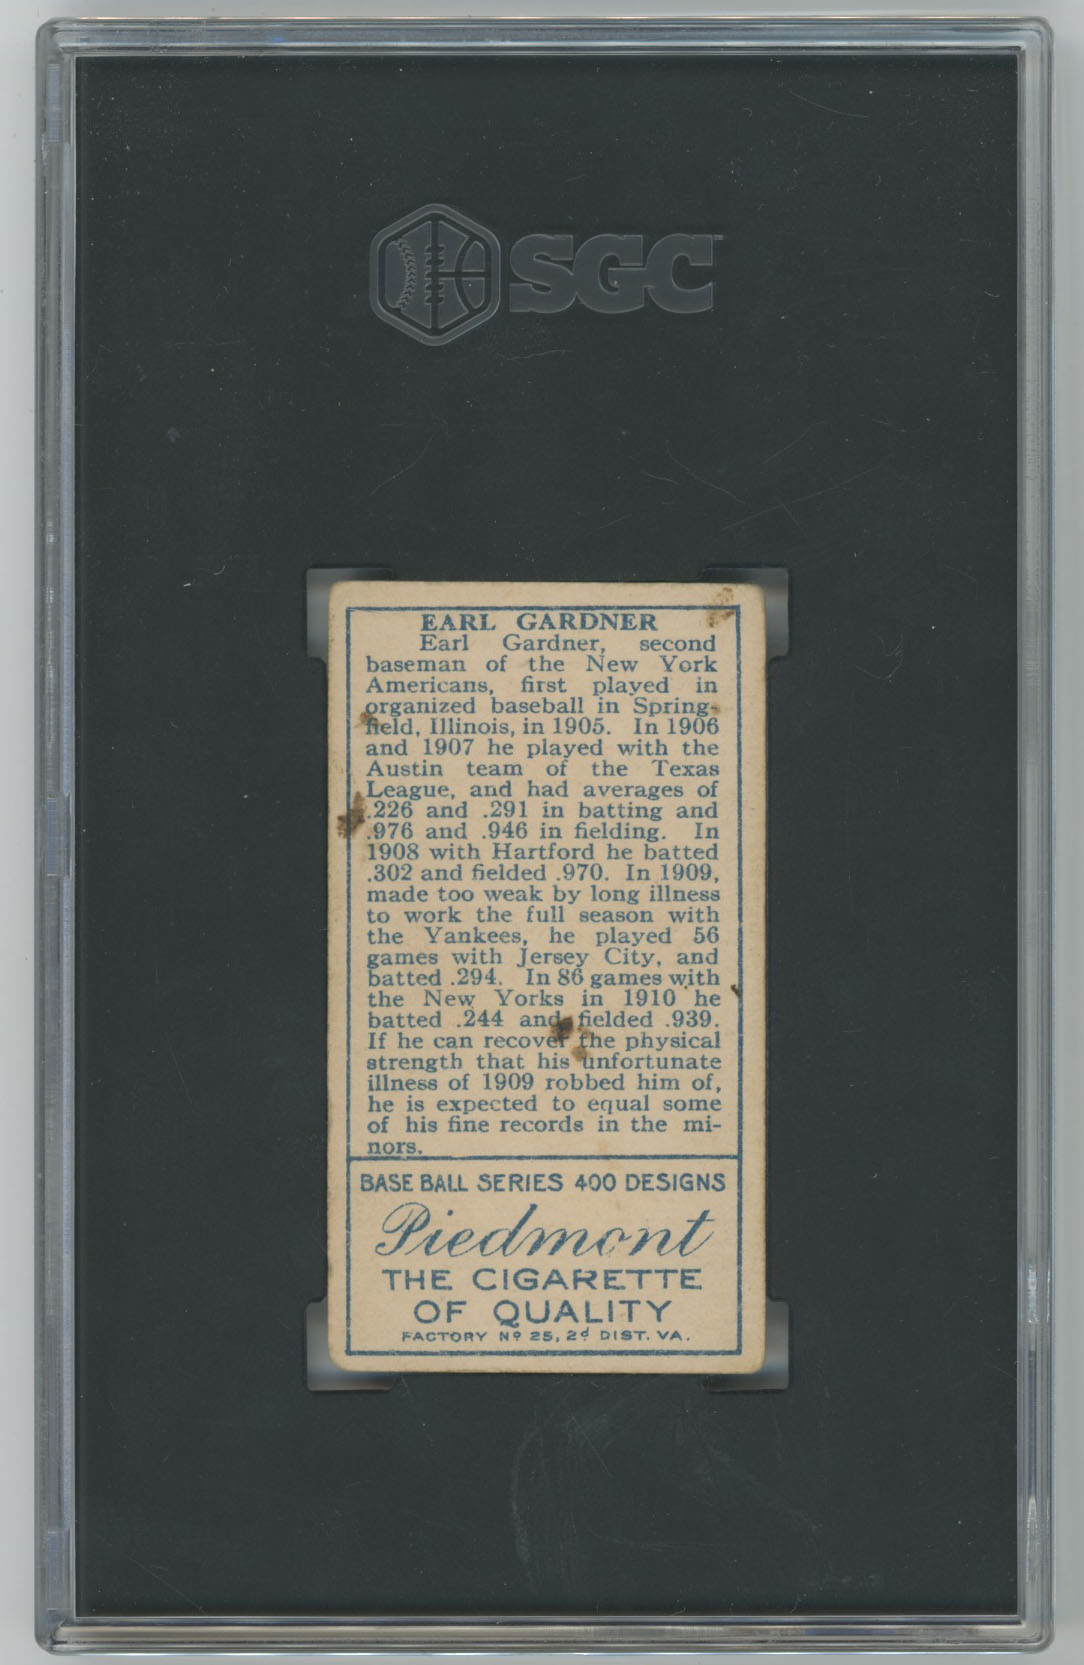 SGC
EARL GARDNER
Earl Gardner, second
baseman of the New York
Americans, first played in
organized baseball in Spring-
field, Illinois, in 1905. In 1906
and 1907 he played with the
Austin team of the Texas
League, and had averages of
.226 and .291 in batting and
.976 and .946 in fielding. In
1908 with Hartford he batted
.302 and fielded .970. In 1909,
made too weak by long illness
to work the full season with
the Yankees, he played 56
games with Jersey City, and
batted .294. In 86 games with
the New Yorks in 1910 he
batted .244 and fielded .939.
If he can recover the physical
strength that his unfortunate
illness of 1909 robbed him of,
he is expected to equal some
of his fine records in the mi-
nors.
BASE BALL SERIES 400 DESIGNS
Piedmont
THE CIGARETTE
OF QUALITY
FACTORY Nº 25, 2d DIST. VA.